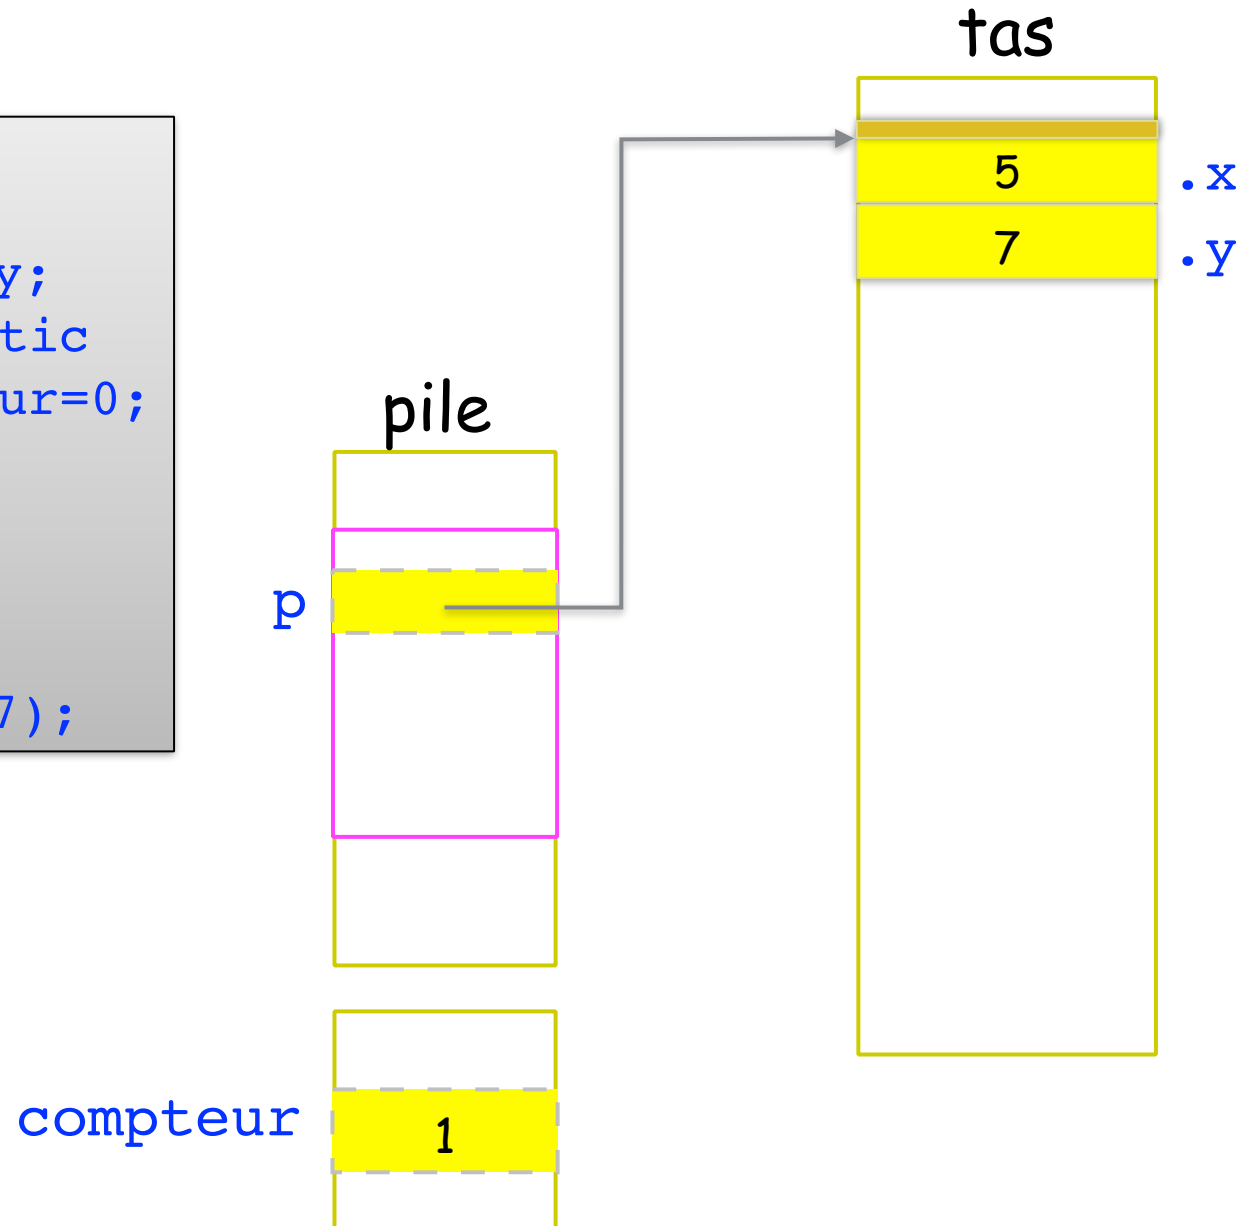 tas
5 .x
7 .y
y;
tic
ur=0;
7);
pile
p
compteur 1